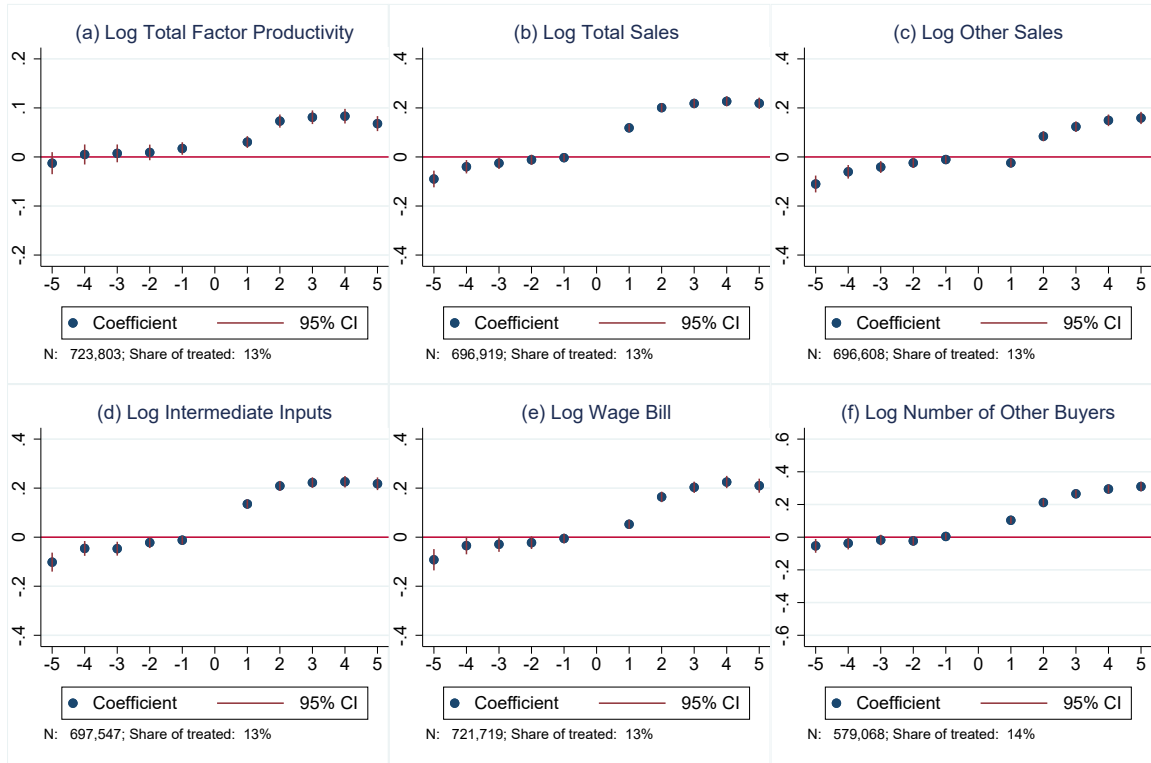 (a) Log Total Factor Productivity
.2
.1
0
-.1
-.2
-5 -4 -3 -2 -1 0 1 2 3 4 5
Coefficient 95% CI
N: 723,803; Share of treated: 13%
(b) Log Total Sales
.4
.2
0
-.2
-.4
-5 -4 -3 -2 -1 0 1 2 3 4 5
Coefficient 95% CI
N: 696,919; Share of treated: 13%
(c) Log Other Sales
.4
.2
0
-.2
-.4
-5 -4 -3 -2 -1 0 1 2 3 4 5
Coefficient 95% CI
N: 696,608; Share of treated: 13%
(d) Log Intermediate Inputs
.4
.2
0
-.2
-.4
-5 -4 -3 -2 -1 0 1 2 3 4 5
Coefficient 95% CI
N: 697,547; Share of treated: 13%
(e) Log Wage Bill
.4
.2
0
-.2
-.4
-5 -4 -3 -2 -1 0 1 2 3 4 5
Coefficient 95% CI
N: 721,719; Share of treated: 13%
(f) Log Number of Other Buyers
.6
.4
.2
0
-.2
-.4
-.6
-5 -4 -3 -2 -1 0 1 2 3 4 5
Coefficient 95% CI
N: 579,068; Share of treated: 14%